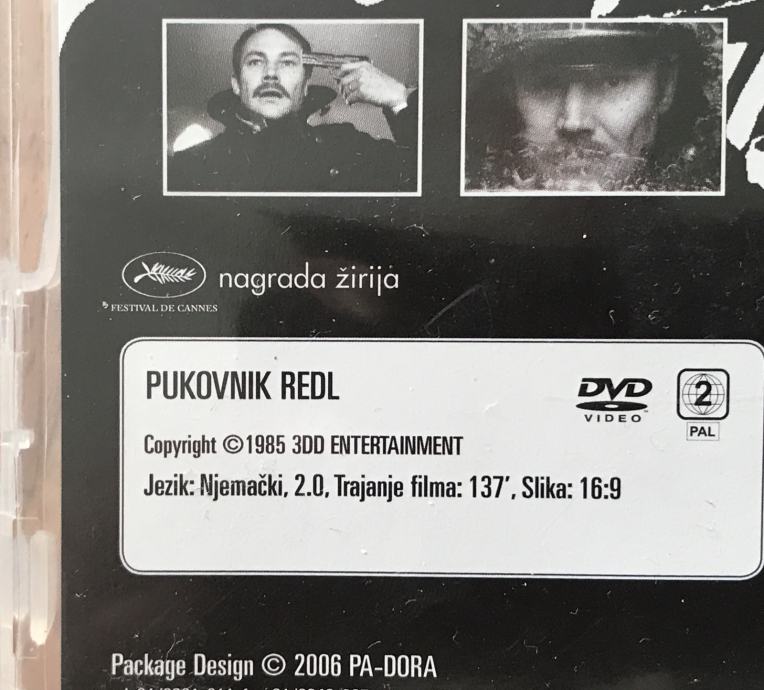 nagrada žirija
FESTIVAL DE CANNES
PUKOVNIK REDL
DVD
VIDEO
2
PAL
Copyright ©1985 3DD ENTERTAINMENT
Jezik: Njemački, 2.0, Trajanje filma: 137', Slika: 16:9
Package Design © 2006 PA-DORA